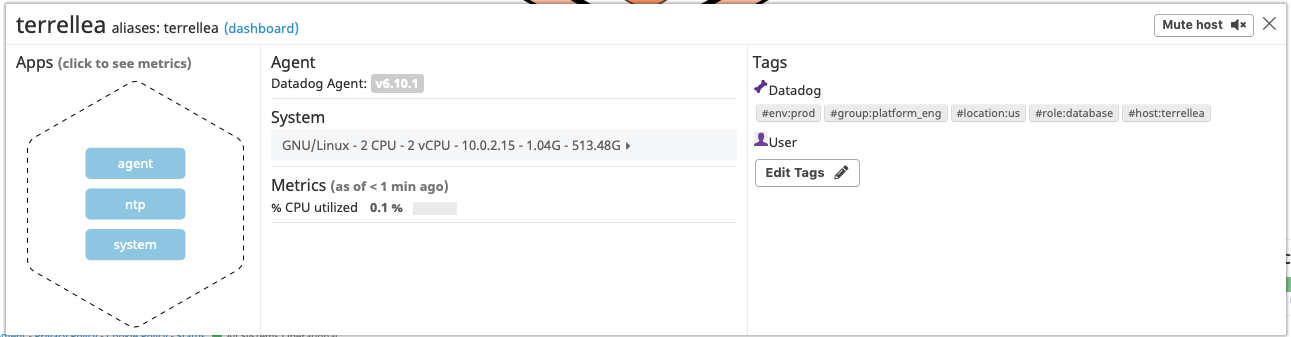 terrellea aliases: terrellea (dashboard)
Mute host
Apps (click to see metrics)
agent
ntp
system
Agent
Datadog Agent: v6.10.1
System
GNU/Linux - 2 CPU - 2 vCPU - 10.0.2.15 - 1.04G - 513.48G
Metrics (as of < 1 min ago)
% CPU utilized 0.1 %
Tags
Datadog
#env:prod #group:platform_eng #location:us #role:database #host:terrellea
User
Edit Tags